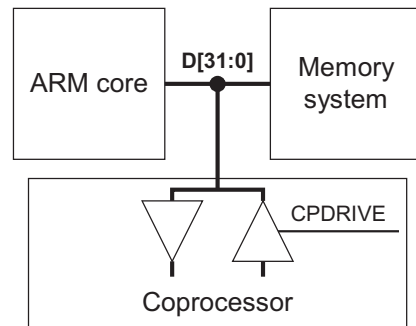 D[31:0]
ARM core
Memory
system
CPDRIVE
Coprocessor